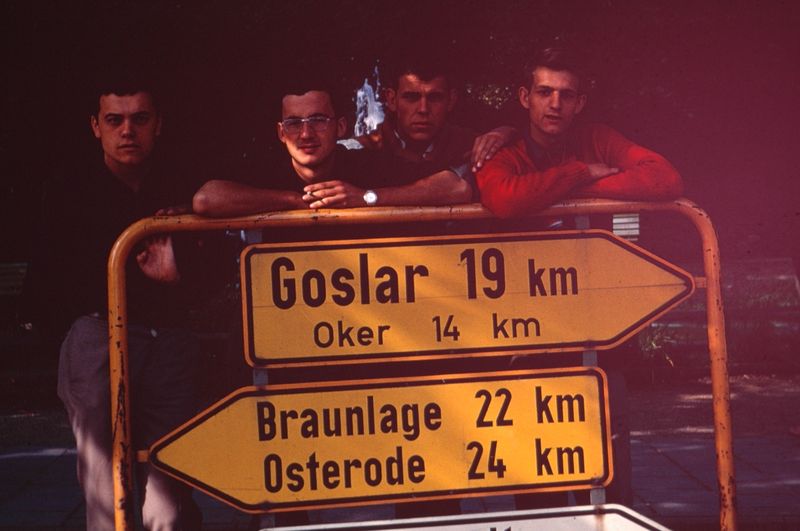 Goslar 19 km
Oker 14 km
Braunlage 22 km
Osterode 24 km